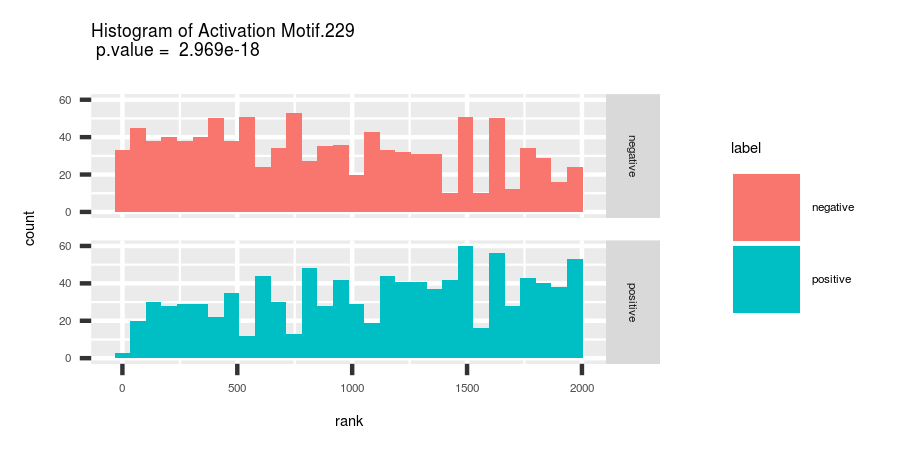 Histogram of Activation Motif.229
p.value = 2.969e-18
60
40
20
0
negative
60
40
20
0
positive
0 500 1000 1500 2000
rank
count
label
negative
positive